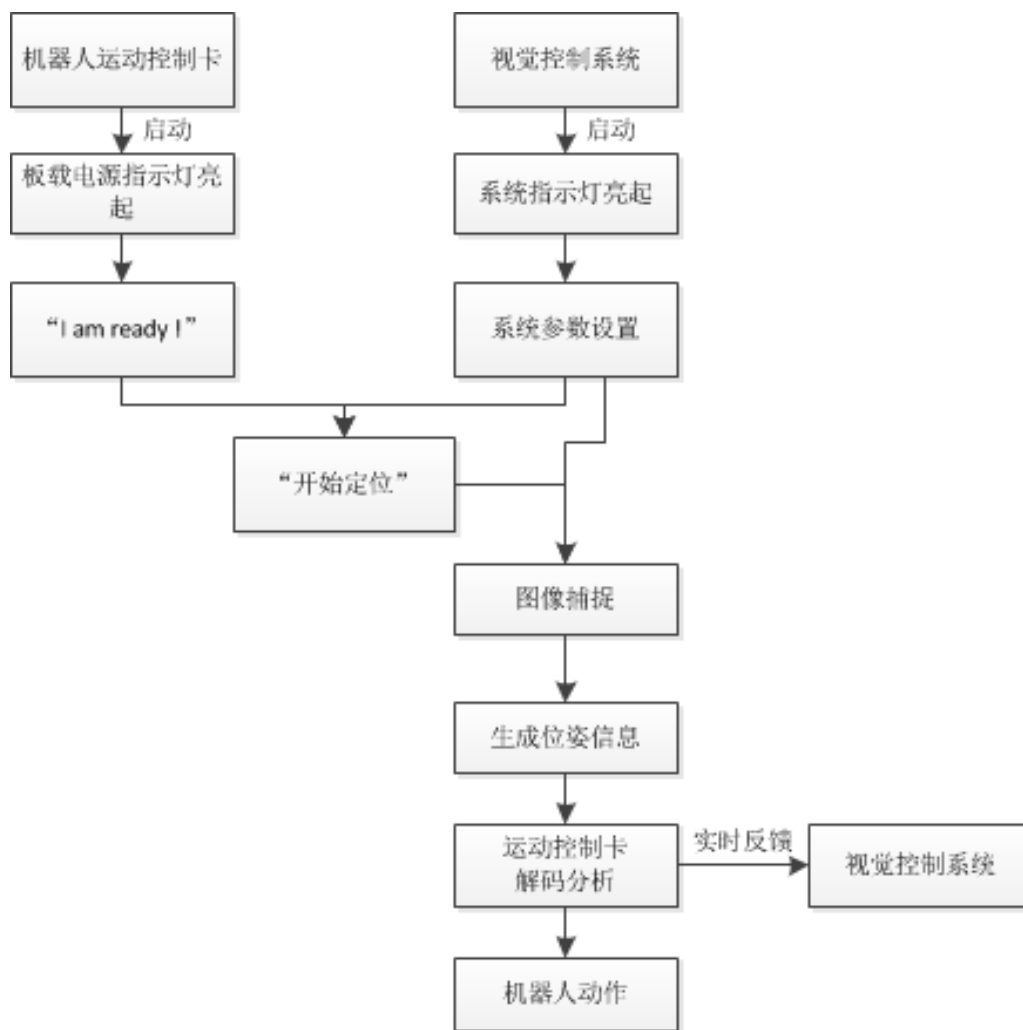 机器人运动控制卡
视觉控制系统
启动
启动
板载电源指示灯亮
起
系统指示灯亮起
“I am ready !”
系统参数设置
“开始定位”
图像捕捉
生成位姿信息
运动控制卡
解码分析
实时反馈
视觉控制系统
机器人动作